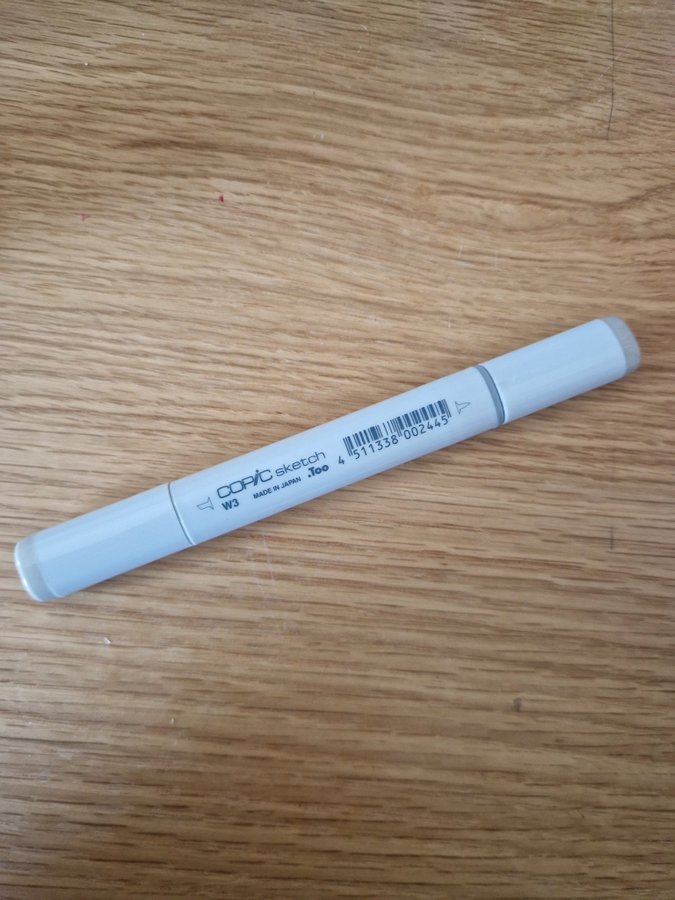 COPiC sketch
W3 MADE IN JAPAN .Too
4 511338 002445